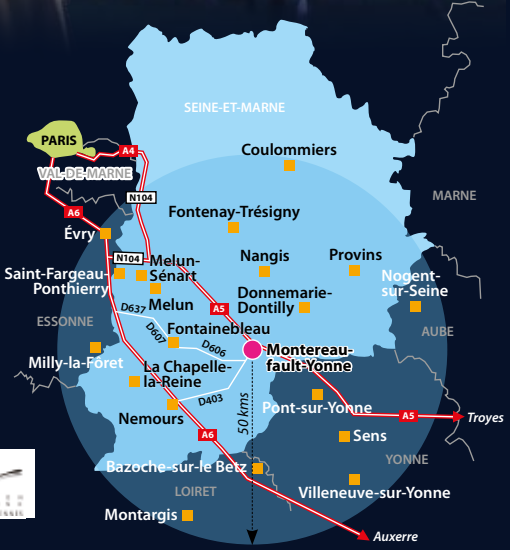 SEINE-ET-MARNE
PARIS
A4
Coulommiers
VAL-DE-MARNE
MARNE
N104
A6
Fontenay-Trésigny
Évry
N104
Melun-
Sénart
Nangis
Provins
Saint-Fargeau-
Ponthierry
Nogent-
sur-Seine
Melun
Donnemarie-
Dontilly
D637
A5
ESSONNE
D607
Fontainebleau
AUBE
D606
Montereau-
fault-Yonne
Milly-la-Fôret
La Chapelle-
la-Reine
D403
50 kms
Pont-sur-Yonne
A5
Troyes
Nemours
A6
Sens
YONNE
Bazoche-sur-le Betz
LOIRET
Villeneuve-sur-Yonne
Montargis
Auxerre